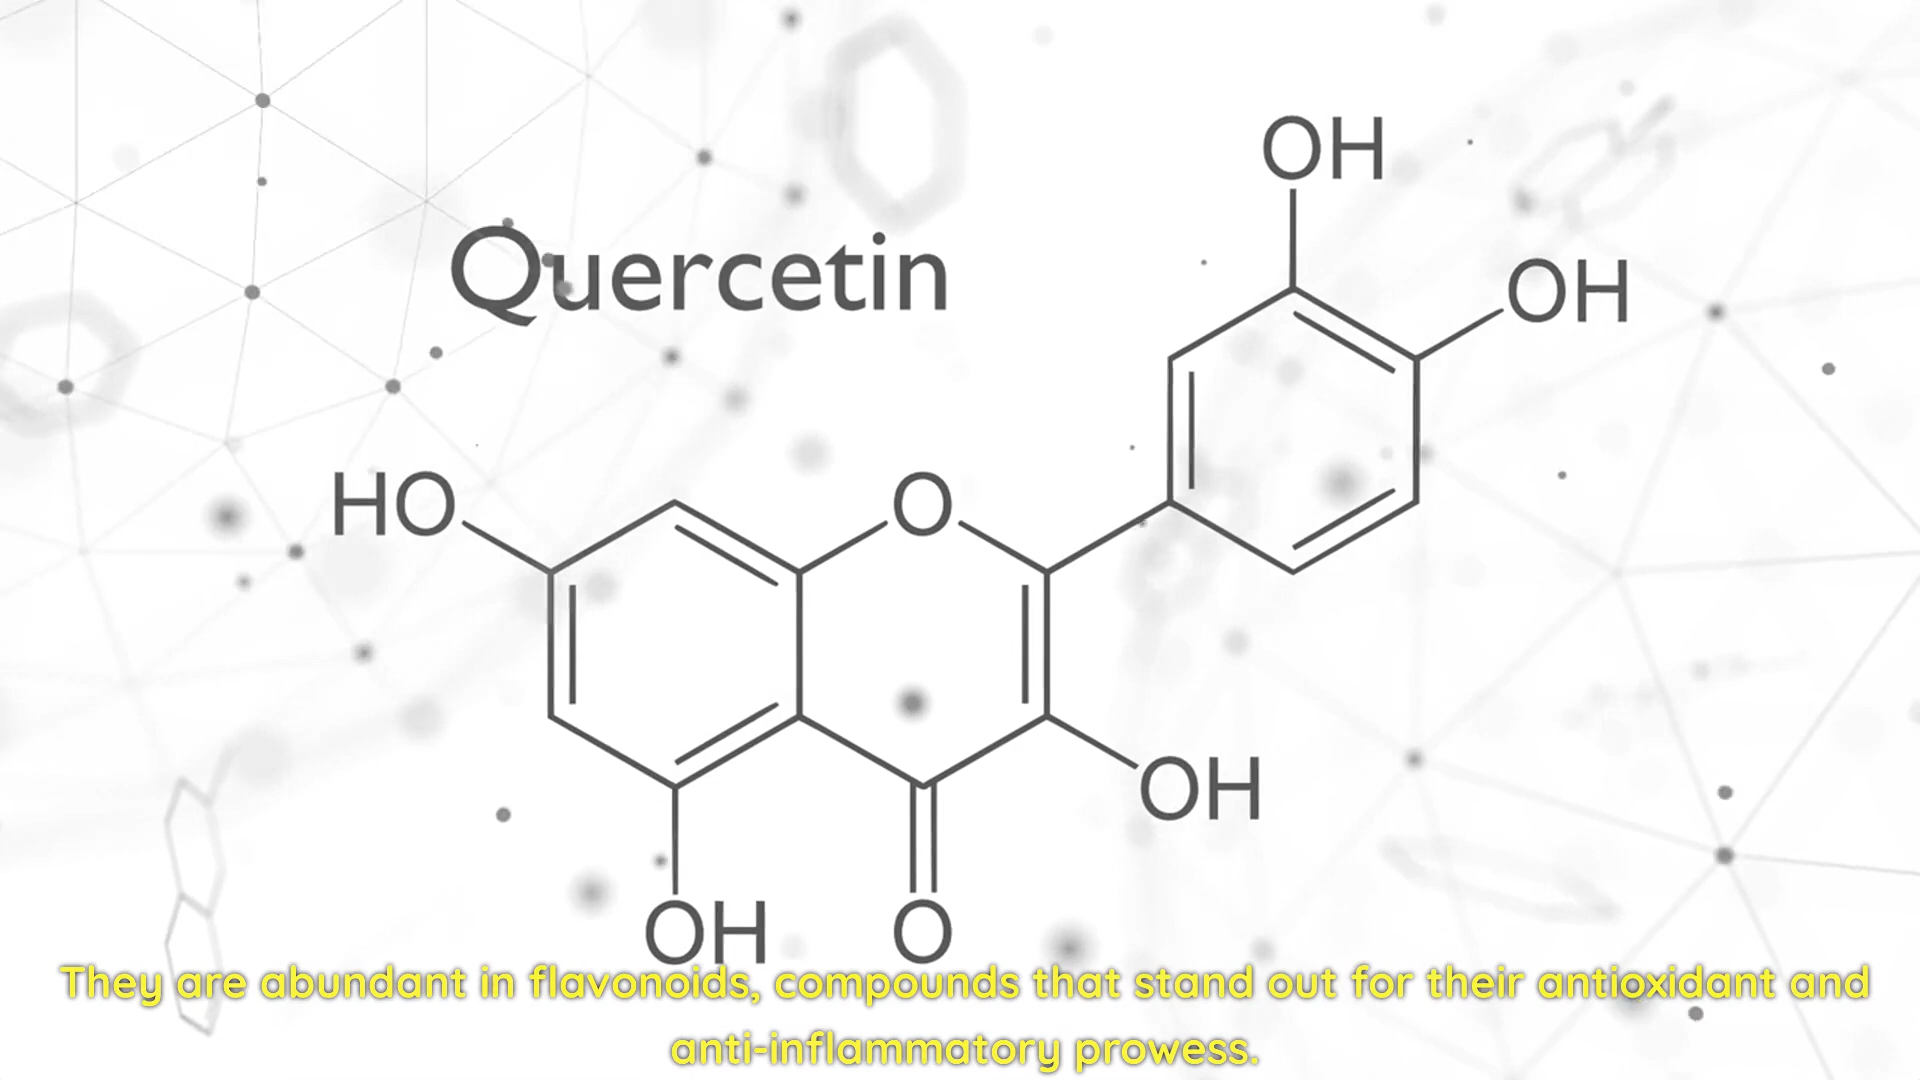 OH
OH
Quercetin
HO
O
OH
OH
O
They are abundant in flavonoids, compounds that stand out for their antioxidant and
anti-inflammatory prowess.